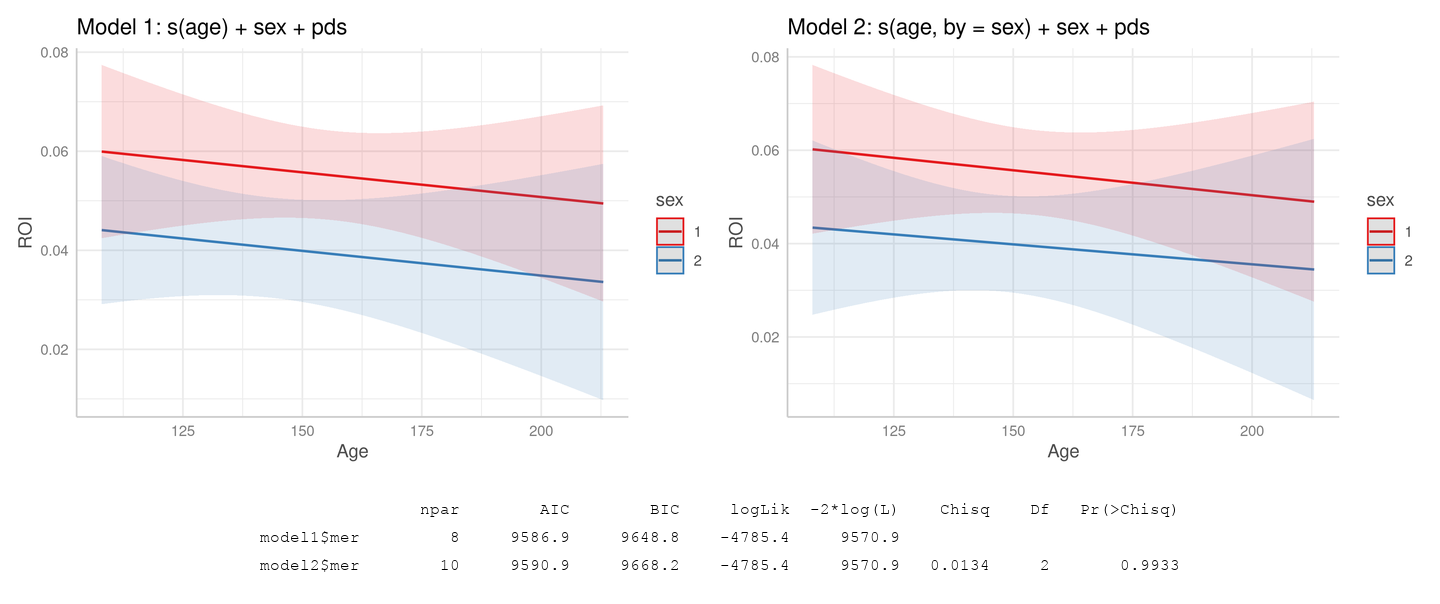 Model 1: s(age) + sex + pds
0.08
0.06
0.04
0.02
ROI
125 150 175 200
Age
sex
1
2
Model 2: s(age, by = sex) + sex + pds
0.08
0.06
0.04
0.02
ROI
125 150 175 200
Age
sex
1
2
npar AIC BIC logLik -2*log(L) Chisq Df Pr(>Chisq)
model1$mer 8 9586.9 9648.8 -4785.4 9570.9
model2$mer 10 9590.9 9668.2 -4785.4 9570.9 0.0134 2 0.9933